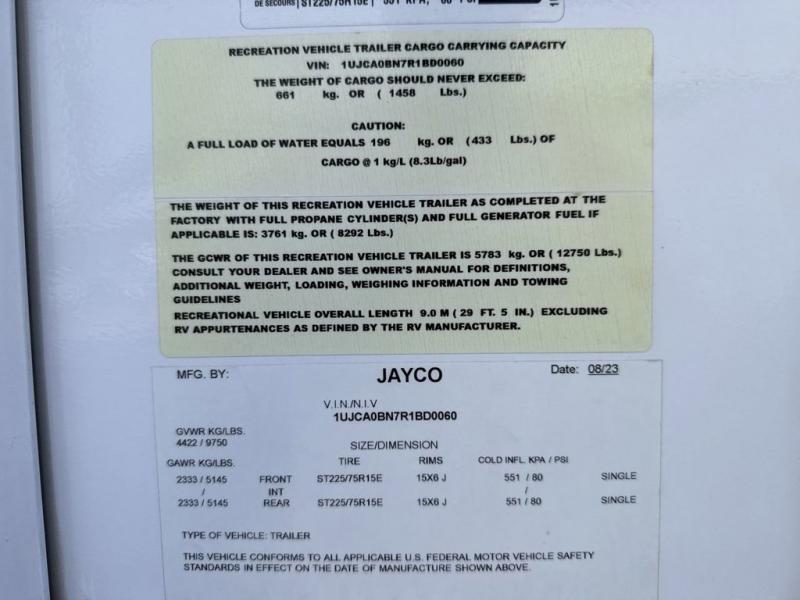 DE SECOURS ST225/75R15E
RECREATION VEHICLE TRAILER CARGO CARRYING CAPACITY
VIN: 1UJCA0BN7R1BD0060
THE WEIGHT OF CARGO SHOULD NEVER EXCEED:
661 kg. OR ( 1458 Lbs.)
CAUTION:
A FULL LOAD OF WATER EQUALS 196 kg. OR (433 Lbs.) OF
CARGO @ 1 kg/L (8.3Lb/gal)
THE WEIGHT OF THIS RECREATION VEHICLE TRAILER AS COMPLETED AT THE
FACTORY WITH FULL PROPANE CYLINDER(S) AND FULL GENERATOR FUEL IF
APPLICABLE IS: 3761 kg. OR ( 8292 Lbs.)
THE GCWR OF THIS RECREATION VEHICLE TRAILER IS 5783 kg. OR ( 12750 Lbs.)
CONSULT YOUR DEALER AND SEE OWNER'S MANUAL FOR DEFINITIONS,
ADDITIONAL WEIGHT, LOADING, WEIGHING INFORMATION AND TOWING
GUIDELINES
RECREATIONAL VEHICLE OVERALL LENGTH 9.0 M ( 29 FT. 5 IN.) EXCLUDING
RV APPURTENANCES AS DEFINED BY THE RV MANUFACTURER.
MFG. BY: JAYCO Date: 08/23
V.I.N./N.I.V
1UJCA0BN7R1BD0060
GVWR KG/LBS.
4422 / 9750
SIZE/DIMENSION
GAWR KG/LBS. TIRE RIMS COLD INFL. KPA / PSI
2333 / 5145 FRONT ST225/75R15E 15X6 J 551 / 80 SINGLE
/ INT /
2333 / 5145 REAR ST225/75R15E 15X6 J 551 / 80 SINGLE
TYPE OF VEHICLE: TRAILER
THIS VEHICLE CONFORMS TO ALL APPLICABLE U.S. FEDERAL MOTOR VEHICLE SAFETY
STANDARDS IN EFFECT ON THE DATE OF MANUFACTURE SHOWN ABOVE.